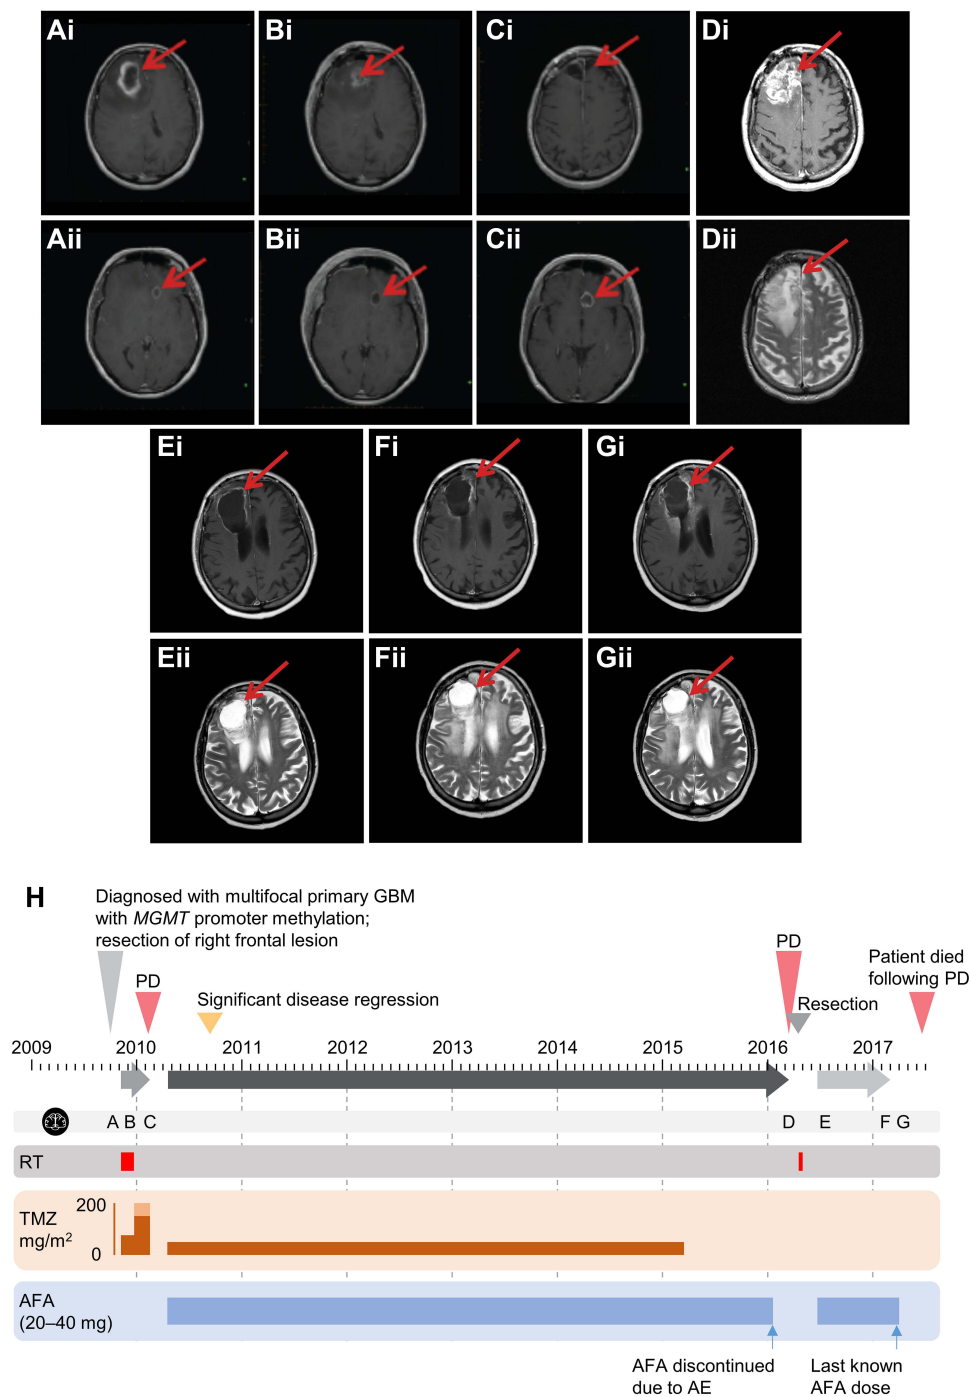 Ai
Bi
Ci
Di
Aii
Bii
Cii
Dii
Ei
Fi
Gi
Eii
Fii
Gii
H
Diagnosed with multifocal primary GBM
with MGMT promoter methylation;
resection of right frontal lesion
PD
Significant disease regression
PD
Resection
Patient died
following PD
2009 2010 2011 2012 2013 2014 2015 2016 2017
A B C D E F G
RT
TMZ
mg/m²
200
0
AFA
(20–40 mg)
AFA discontinued
due to AE
Last known
AFA dose